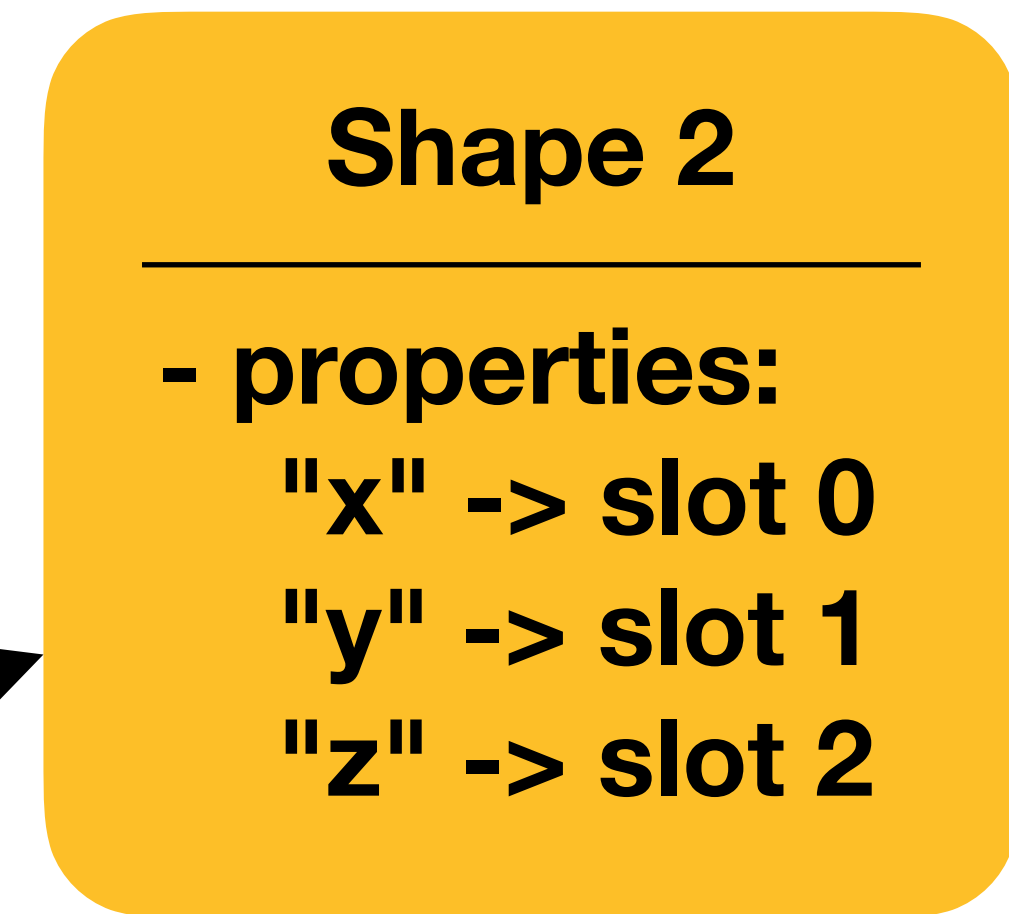 Shape 2
- properties:
"x" -> slot 0
"y" -> slot 1
"z" -> slot 2